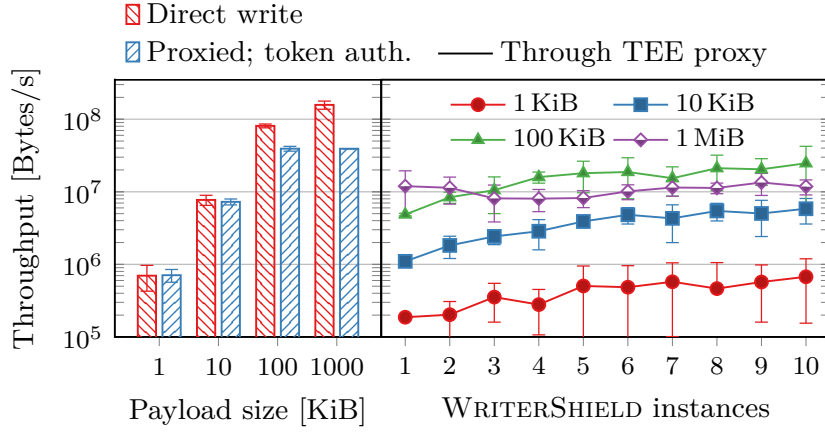 Direct write
Proxied; token auth. Through TEE proxy
Throughput [Bytes/s]
10^8
10^7
10^6
10^5
1 10 100 1000
Payload size [KiB]
1 KiB 10 KiB
100 KiB 1 MiB
1 2 3 4 5 6 7 8 9 10
WRITERSHIELD instances